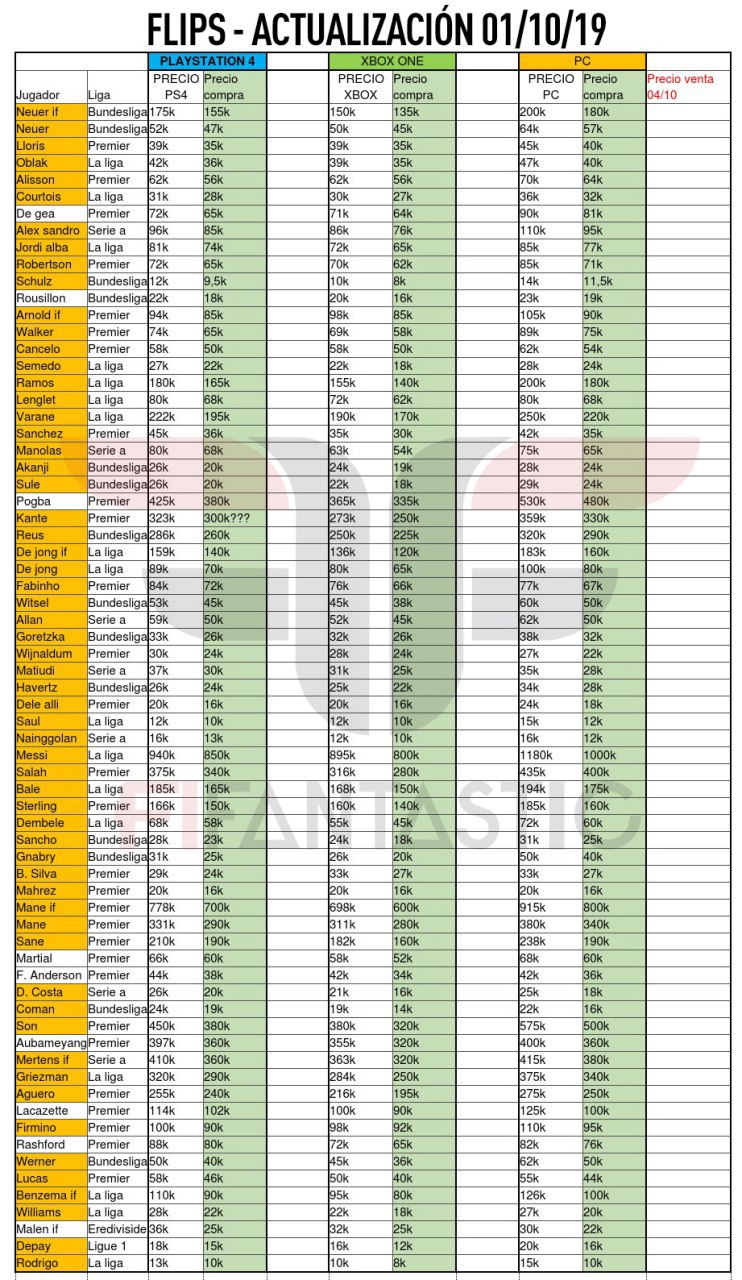 FLIPS - ACTUALIZACIÓN 01/10/19
PLAYSTATION 4 XBOX ONE PC
PRECIO Precio PRECIO Precio PRECIO Precio Precio venta
Jugador Liga PS4 compra XBOX compra PC compra 04/10
Neuer if Bundesliga 175k 155k 150k 135k 200k 180k
Neuer Bundesliga 52k 47k 50k 45k 64k 57k
Lloris Premier 39k 35k 39k 35k 45k 40k
Oblak La liga 42k 36k 39k 35k 47k 40k
Alisson Premier 62k 56k 62k 56k 70k 64k
Courtois La liga 31k 28k 30k 27k 36k 32k
De gea Premier 72k 65k 71k 64k 90k 81k
Alex sandro Serie a 96k 85k 86k 76k 110k 95k
Jordi alba La liga 81k 74k 72k 65k 85k 77k
Robertson Premier 72k 65k 70k 62k 85k 71k
Schulz Bundesliga 12k 9,5k 10k 8k 14k 11,5k
Rousillon Bundesliga 22k 18k 20k 16k 23k 19k
Arnold if Premier 94k 85k 98k 85k 105k 90k
Walker Premier 74k 65k 69k 58k 89k 75k
Cancelo Premier 58k 50k 58k 50k 62k 54k
Semedo La liga 27k 22k 22k 18k 28k 24k
Ramos La liga 180k 165k 155k 140k 200k 180k
Lenglet La liga 80k 68k 72k 62k 80k 68k
Varane La liga 222k 195k 190k 170k 250k 220k
Sanchez Premier 45k 36k 35k 30k 42k 35k
Manolas Serie a 80k 68k 63k 54k 75k 65k
Akanji Bundesliga 26k 20k 24k 19k 28k 24k
Sule Bundesliga 26k 20k 22k 18k 29k 24k
Pogba Premier 425k 380k 365k 335k 530k 480k
Kante Premier 323k 300k??? 273k 250k 359k 330k
Reus Bundesliga 286k 260k 250k 225k 320k 290k
De jong if La liga 159k 140k 136k 120k 183k 160k
De jong La liga 89k 70k 80k 65k 100k 80k
Fabinho Premier 84k 72k 76k 66k 77k 67k
Witsel Bundesliga 53k 45k 45k 38k 60k 50k
Allan Serie a 59k 50k 52k 45k 62k 50k
Goretzka Bundesliga 33k 26k 32k 26k 38k 32k
Wijnaldum Premier 30k 24k 28k 24k 27k 22k
Matiudi Serie a 37k 30k 31k 25k 35k 28k
Havertz Bundesliga 26k 24k 25k 22k 34k 28k
Dele alli Premier 20k 16k 20k 16k 24k 18k
Saul La liga 12k 10k 12k 10k 15k 12k
Nainggolan Serie a 16k 13k 12k 10k 16k 12k
Messi La liga 940k 850k 895k 800k 1180k 1000k
Salah Premier 375k 340k 316k 280k 435k 400k
Bale La liga 185k 165k 168k 150k 194k 175k
Sterling Premier 166k 150k 160k 140k 185k 160k
Dembele La liga 68k 58k 55k 45k 72k 60k
Sancho Bundesliga 28k 23k 24k 18k 31k 25k
Gnabry Bundesliga 31k 25k 26k 20k 50k 40k
B. Silva Premier 29k 24k 33k 27k 33k 27k
Mahrez Premier 20k 16k 20k 16k 20k 16k
Mane if Premier 778k 700k 698k 600k 915k 800k
Mane Premier 331k 290k 311k 280k 380k 340k
Sane Premier 210k 190k 182k 160k 238k 190k
Martial Premier 66k 60k 58k 52k 68k 60k
F. Anderson Premier 44k 38k 42k 34k 42k 36k
D. Costa Serie a 26k 20k 21k 16k 25k 18k
Coman Bundesliga 24k 19k 19k 14k 22k 16k
Son Premier 450k 380k 380k 320k 575k 500k
Aubameyang Premier 397k 360k 355k 320k 400k 360k
Mertens if Serie a 410k 360k 363k 320k 415k 380k
Griezman La liga 320k 290k 284k 250k 375k 340k
Aguero Premier 255k 240k 216k 195k 275k 250k
Lacazette Premier 114k 102k 100k 90k 125k 100k
Firmino Premier 100k 90k 98k 92k 110k 95k
Rashford Premier 88k 80k 72k 65k 82k 76k
Werner Bundesliga 50k 40k 45k 36k 62k 50k
Lucas Premier 58k 46k 50k 40k 55k 44k
Benzema if La liga 110k 90k 95k 80k 126k 100k
Williams La liga 28k 22k 22k 18k 27k 20k
Malen if Eredividise 36k 25k 32k 25k 30k 22k
Depay Ligue 1 18k 15k 16k 12k 20k 16k
Rodrigo La liga 13k 10k 10k 8k 15k 10k
FIFANTASTIC